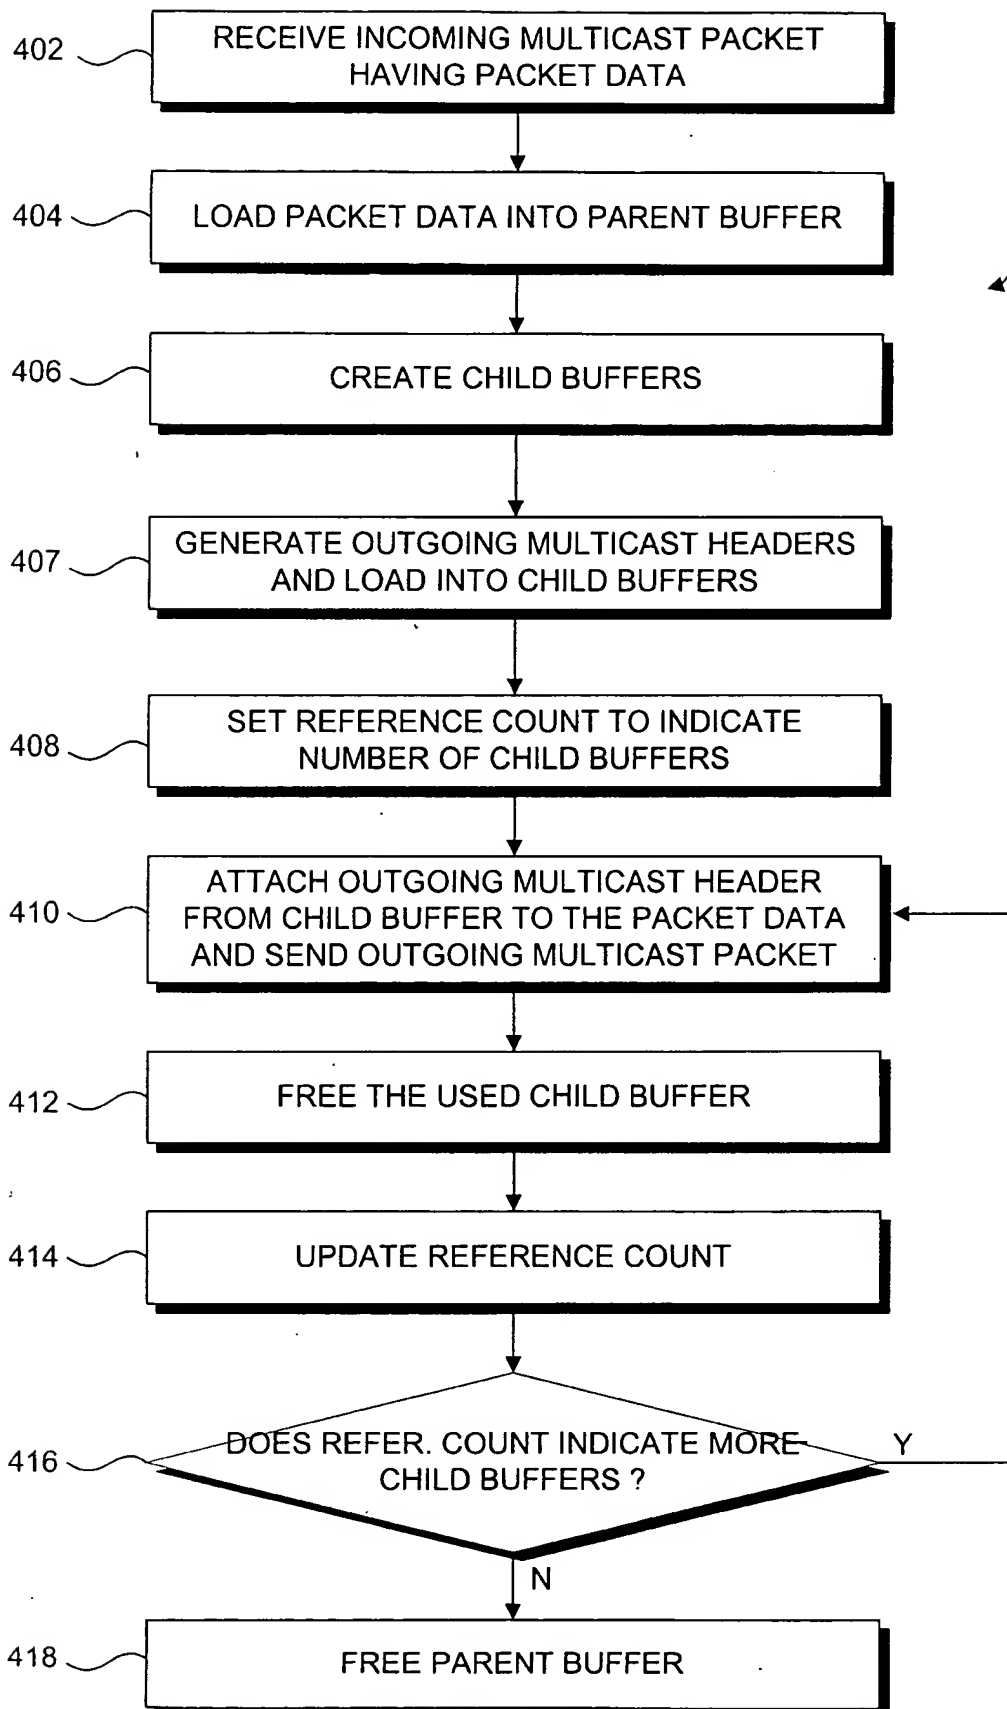 402
RECEIVE INCOMING MULTICAST PACKET
HAVING PACKET DATA
404
LOAD PACKET DATA INTO PARENT BUFFER
406
CREATE CHILD BUFFERS
407
GENERATE OUTGOING MULTICAST HEADERS
AND LOAD INTO CHILD BUFFERS
408
SET REFERENCE COUNT TO INDICATE
NUMBER OF CHILD BUFFERS
410
ATTACH OUTGOING MULTICAST HEADER
FROM CHILD BUFFER TO THE PACKET DATA
AND SEND OUTGOING MULTICAST PACKET
412
FREE THE USED CHILD BUFFER
414
UPDATE REFERENCE COUNT
416
DOES REFER. COUNT INDICATE MORE
CHILD BUFFERS ?
Y
N
418
FREE PARENT BUFFER